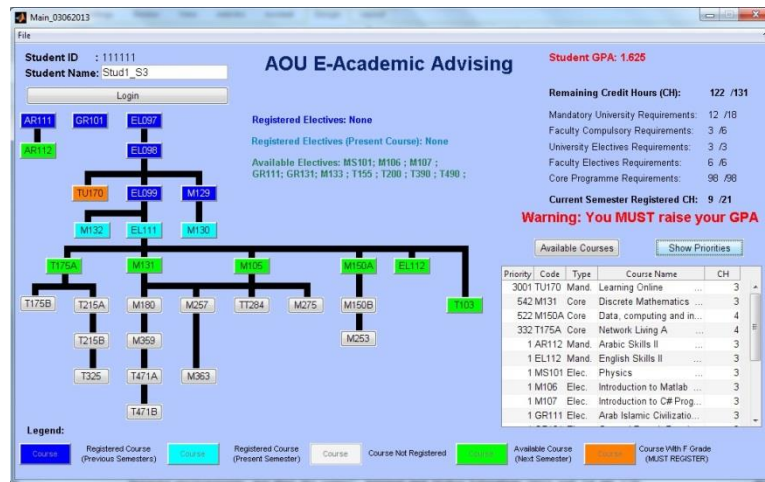 Main_03062013
File
Student ID : 111111
Student Name: Stud1_S3
Login
AOU E-Academic Advising
Student GPA: 1.625
Remaining Credit Hours (CH): 122 /131
Mandatory University Requirements: 12 /18
Faculty Compulsory Requirements: 3 /6
University Electives Requirements: 3 /3
Faculty Electives Requirements: 6 /6
Core Programme Requirements: 98 /98
Current Semester Registered CH: 9 /21
Warning: You MUST raise your GPA
Registered Electives: None
Registered Electives (Present Course): None
Available Electives: MS101; M106 ; M107 ;
GR111; GR131; M133 ; T155 ; T200 ; T390 ; T490 ;
AR111 GR101 EL097
AR112 EL098
TU170 EL099 M129
M132 EL111 M130
T175A M131 M105 M150A EL112
T175B T215A M180 M257 TT284 M275 M150B T103
T215B M359 M253
T325 T471A M363
T471B
Available Courses Show Priorities
Priority Code Type Course Name CH
3001 TU170 Mand. Learning Online ... 3
542 M131 Core Discrete Mathematics ... 3
522 M150A Core Data, computing and in... 4
332 T175A Core Network Living A ... 4
1 AR112 Mand. Arabic Skills II ... 3
1 EL112 Mand. English Skills II ... 3
1 MS101 Elec. Physics ... 3
1 M106 Elec. Introduction to Matlab ... 3
1 M107 Elec. Introduction to C# Prog... 3
1 GR111 Elec. Arab Islamic Civilizatio... 3
Legend:
Course Registered Course
(Previous Semesters)
Course Registered Course
(Present Semester)
Course Course Not Registered
Course Available Course
(Next Semester)
Course Course With F Grade
(MUST REGISTER)